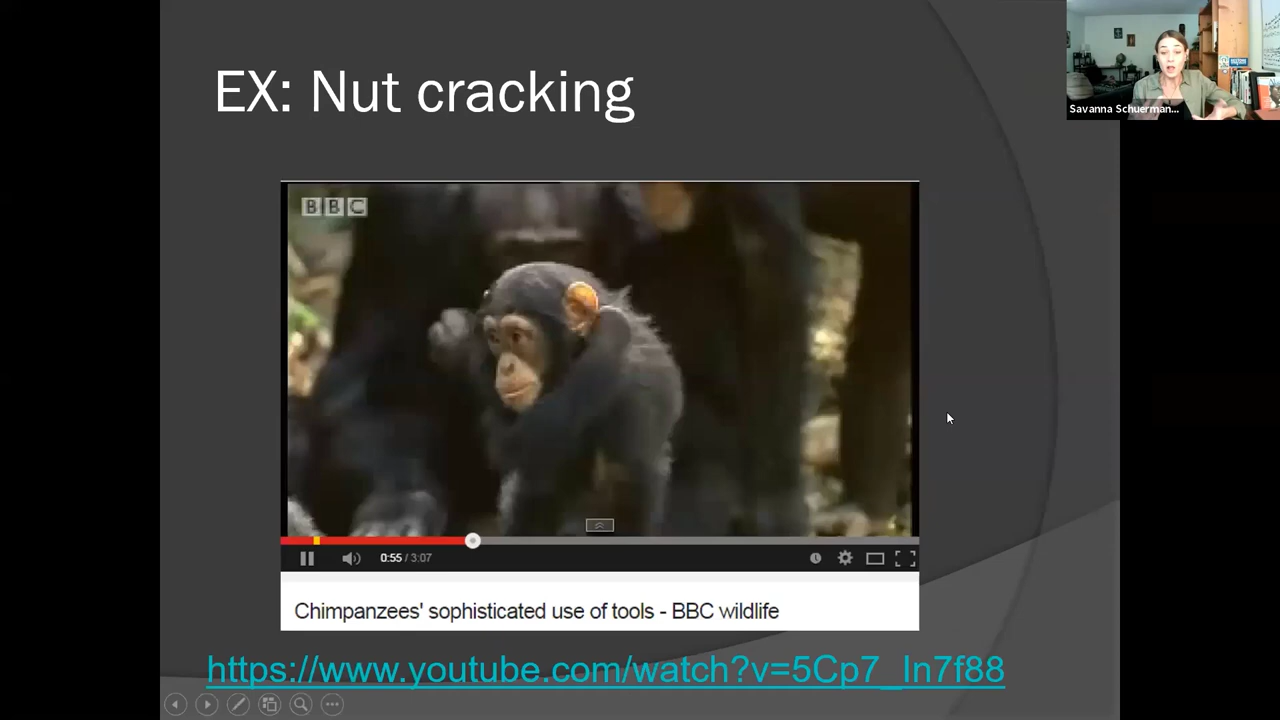 EX: Nut cracking
Savanna Schuerman...
BBC
0:55 / 3:07
Chimpanzees' sophisticated use of tools - BBC wildlife
https://www.youtube.com/watch?v=5Cp7_In7f88